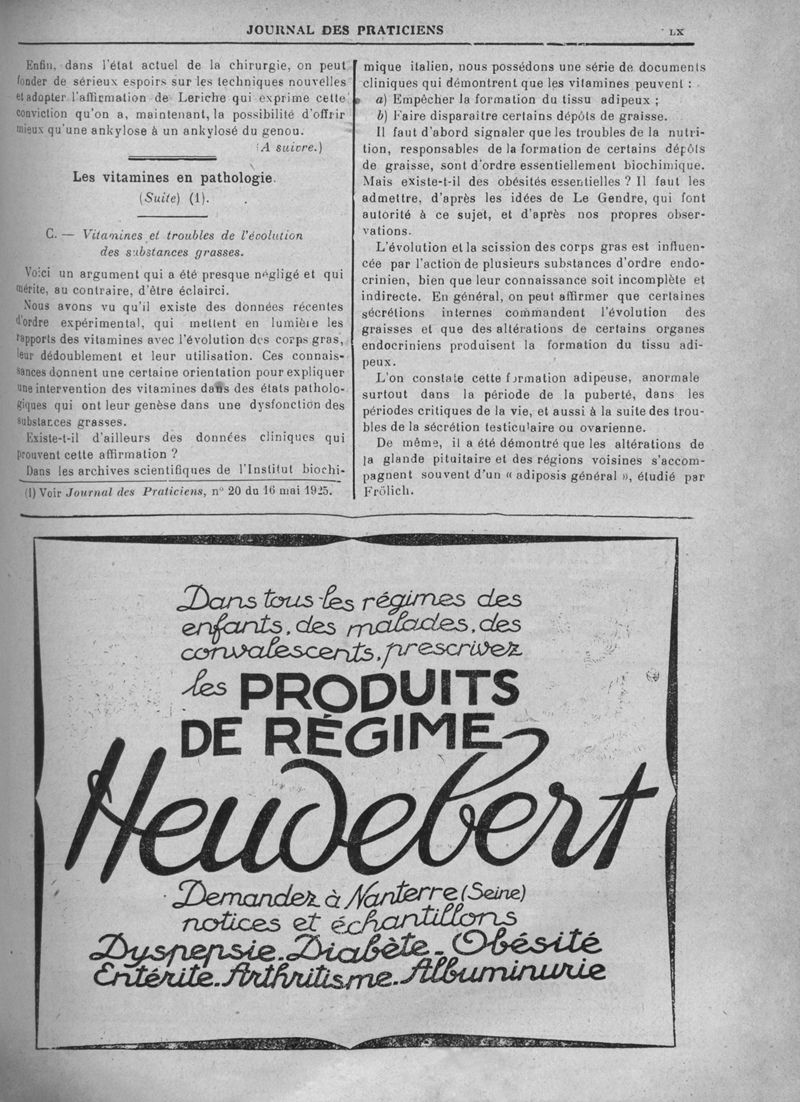 JOURNAL DES PRATICIENS
LX
Enfin, dans l'état actuel de la chirurgie, on peut
fonder de sérieux espoirs sur les techniques nouvelles
et adopter l'affirmation de Leriche qui exprime cette
conviction qu'on a, maintenant, la possibilité d'offrir
mieux qu'une ankylose à un ankylosé du genou.
(A suivre.)
Les vitamines en pathologie.
(Suite) (1).
C. — Vitamines et troubles de l'évolution
des substances grasses.
Voici un argument qui a été presque négligé et qui
mérite, au contraire, d'être éclairci.
Nous avons vu qu'il existe des données récentes
d'ordre expérimental, qui mettent en lumière les
rapports des vitamines avec l'évolution des corps gras,
leur dédoublement et leur utilisation. Ces connais-
sances donnent une certaine orientation pour expliquer
une intervention des vitamines dans des états patholo-
giques qui ont leur genèse dans une dysfonction des
substances grasses.
Existe-t-il d'ailleurs des données cliniques qui
prouvent cette affirmation ?
Dans les archives scientifiques de l'Institut biochi-
(1) Voir Journal des Praticiens, n° 20 du 16 mai 1925.
mique italien, nous possédons une série de documents
cliniques qui démontrent que les vitamines peuvent :
a) Empêcher la formation du tissu adipeux ;
b) Faire disparaitre certains dépôts de graisse.
Il faut d'abord signaler que les troubles de la nutri-
tion, responsables de la formation de certains dépôts
de graisse, sont d'ordre essentiellement biochimique.
Mais existe-t-il des obésités essentielles ? Il faut les
admettre, d'après les idées de Le Gendre, qui font
autorité à ce sujet, et d'après nos propres obser-
vations.
L'évolution et la scission des corps gras est influen-
cée par l'action de plusieurs substances d'ordre endo-
crinien, bien que leur connaissance soit incomplète et
indirecte. En général, on peut affirmer que certaines
sécrétions internes commandent l'évolution des
graisses et que des altérations de certains organes
endocriniens produisent la formation du tissu adi-
peux.
L'on constate cette formation adipeuse, anormale
surtout dans la période de la puberté, dans les
périodes critiques de la vie, et aussi à la suite des trou-
bles de la sécrétion testiculaire ou ovarienne.
De même, il a été démontré que les altérations de
la glande pituitaire et des régions voisines s'accom-
pagnent souvent d'un « adiposis général », étudié par
Frölich.
Dans tous les régimes des
enfants, des malades, des
convalescents, prescrivez
les PRODUITS
DE RÉGIME
Heudebert
Demandez à Nanterre (Seine)
notices et échantillons
Dyspepsie - Diabète - Obésité
Entérite - Arthritisme - Albuminurie